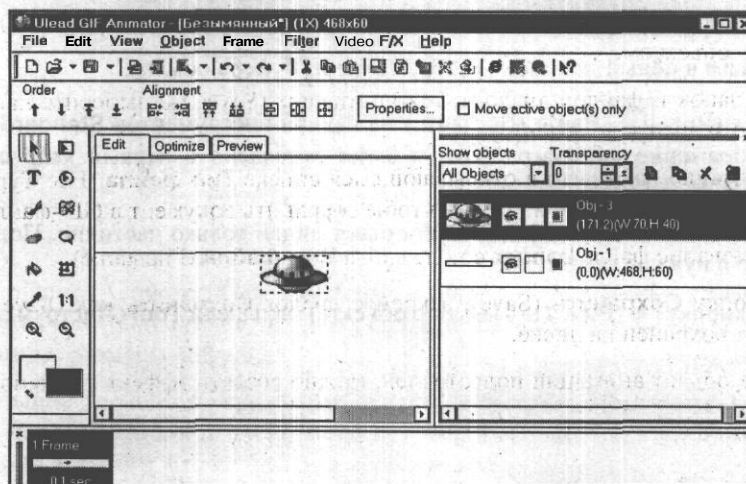 Ulead GIF Animator - [Безымянный*] (1X) 468x60
File Edit View Object Frame Filter Video F/X Help
Order
Alignment
Properties...
Move active object(s) only
Edit Optimize Preview
1:1
Show objects Transparency
All Objects 0
Obj - 3
(171,2)(W:70,H:40)
Obj - 1
(0,0)(W:468,H:60)
1:Frame
0.1 sec